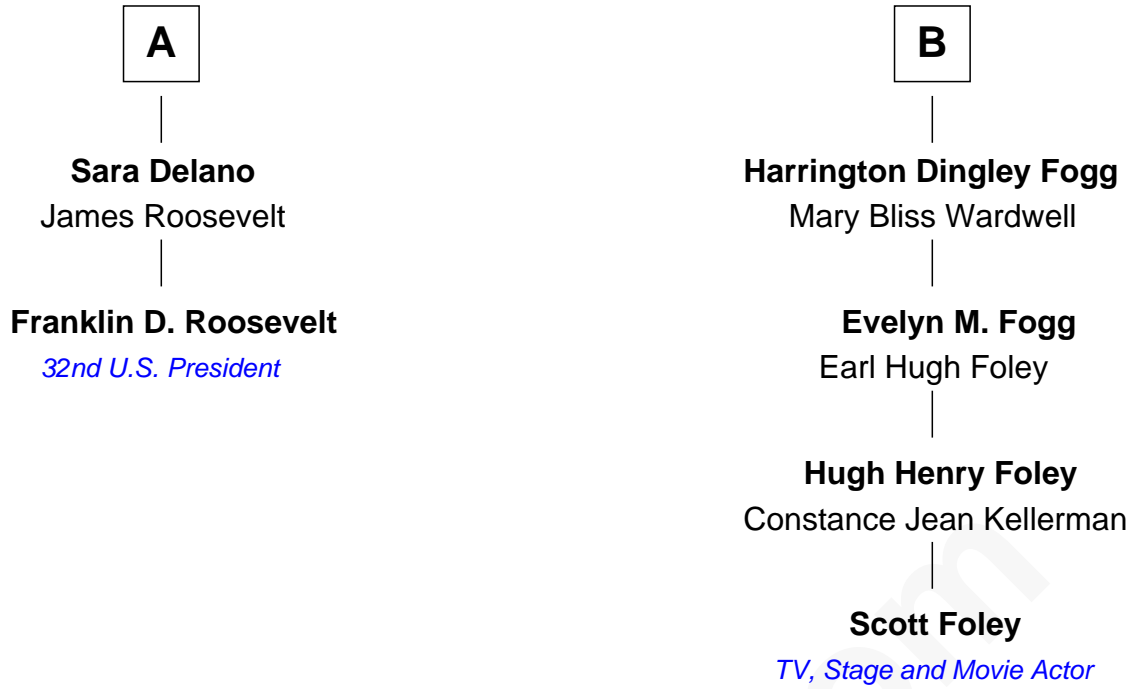 A
Sara Delano
James Roosevelt
Franklin D. Roosevelt
32nd U.S. President
B
Harrington Dingley Fogg
Mary Bliss Wardwell
Evelyn M. Fogg
Earl Hugh Foley
Hugh Henry Foley
Constance Jean Kellerman
Scott Foley
TV, Stage and Movie Actor